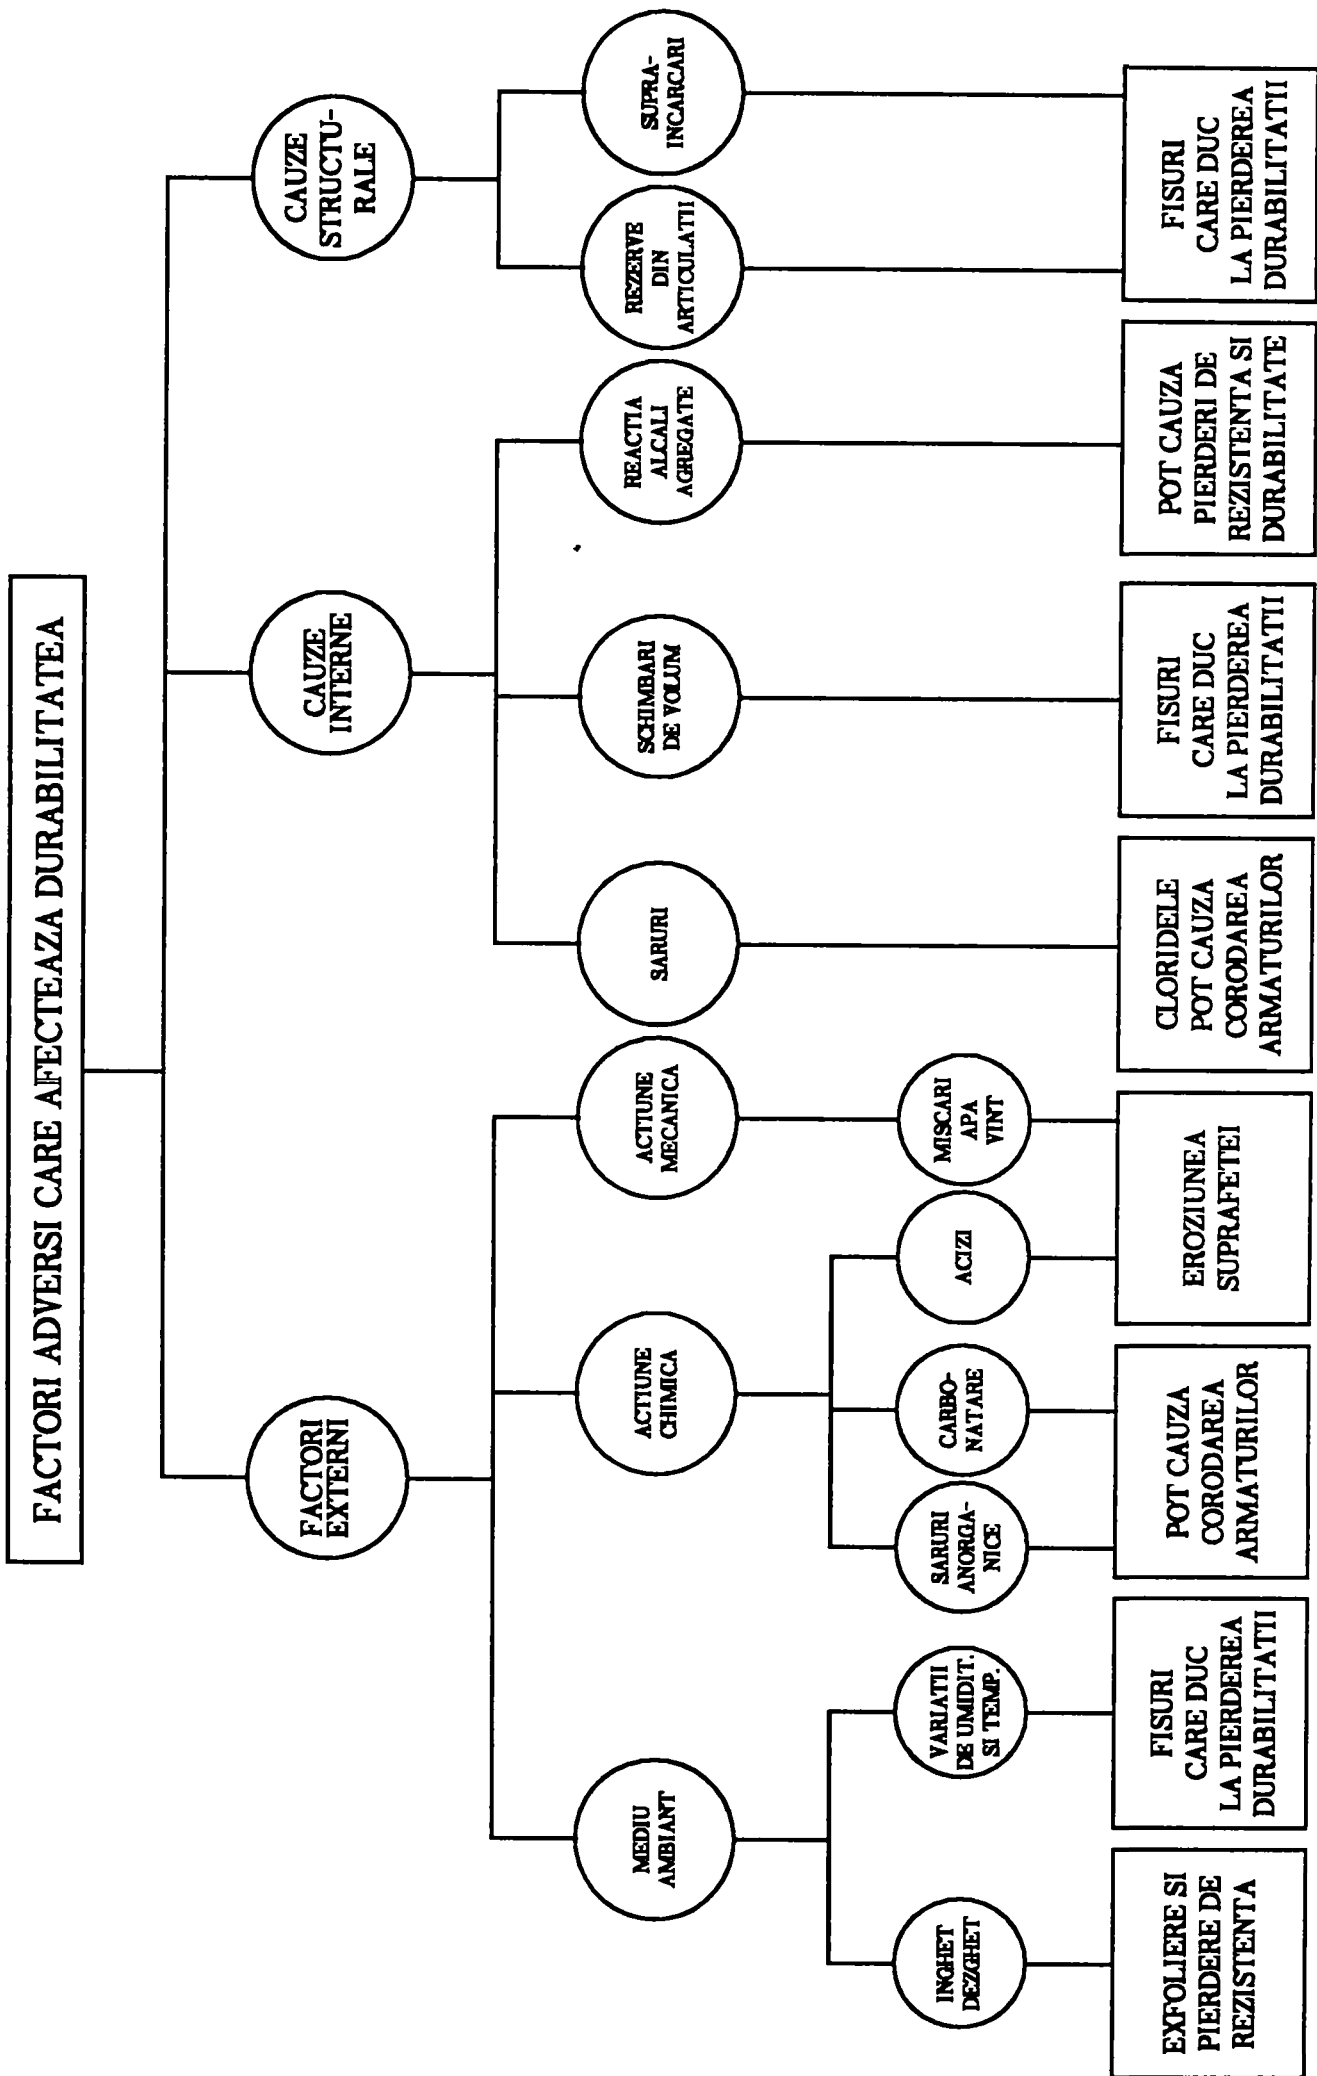 FACTORI ADVERSI CARE AFECTEAZA DURABILITATEA
FACTORI
EXTERNI
CAUZE
INTERNE
CAUZE
STRUCTU-
RALE
MEDIU
AMBIANT
ACTIUNE
CHIMICA
ACTIUNE
MECANICA
SARURI
SCHIMBARI
DE VOLUM
REACTIA
ALCALI
AGREGATE
REZERVE
DIN
ARTICULATII
SUPRA-
INCARCARI
INGHET
DEZGHET
VARIATII
DE UMIDIT.
SI TEMP.
SARURI
ANORGA-
NICE
CARBO-
NATARE
ACIZI
MISCARI
APA
VINT
EXFOLIERE SI
PIERDERE DE
REZISTENTA
FISURI
CARE DUC
LA PIERDEREA
DURABILITATII
POT CAUZA
CORODAREA
ARMATURILOR
EROZIUNEA
SUPRAFETEI
CLORIDELE
POT CAUZA
CORODAREA
ARMATURILOR
FISURI
CARE DUC
LA PIERDEREA
DURABILITATII
POT CAUZA
PIERDERI DE
REZISTENTA SI
DURABILITATE
FISURI
CARE DUC
LA PIERDEREA
DURABILITATII